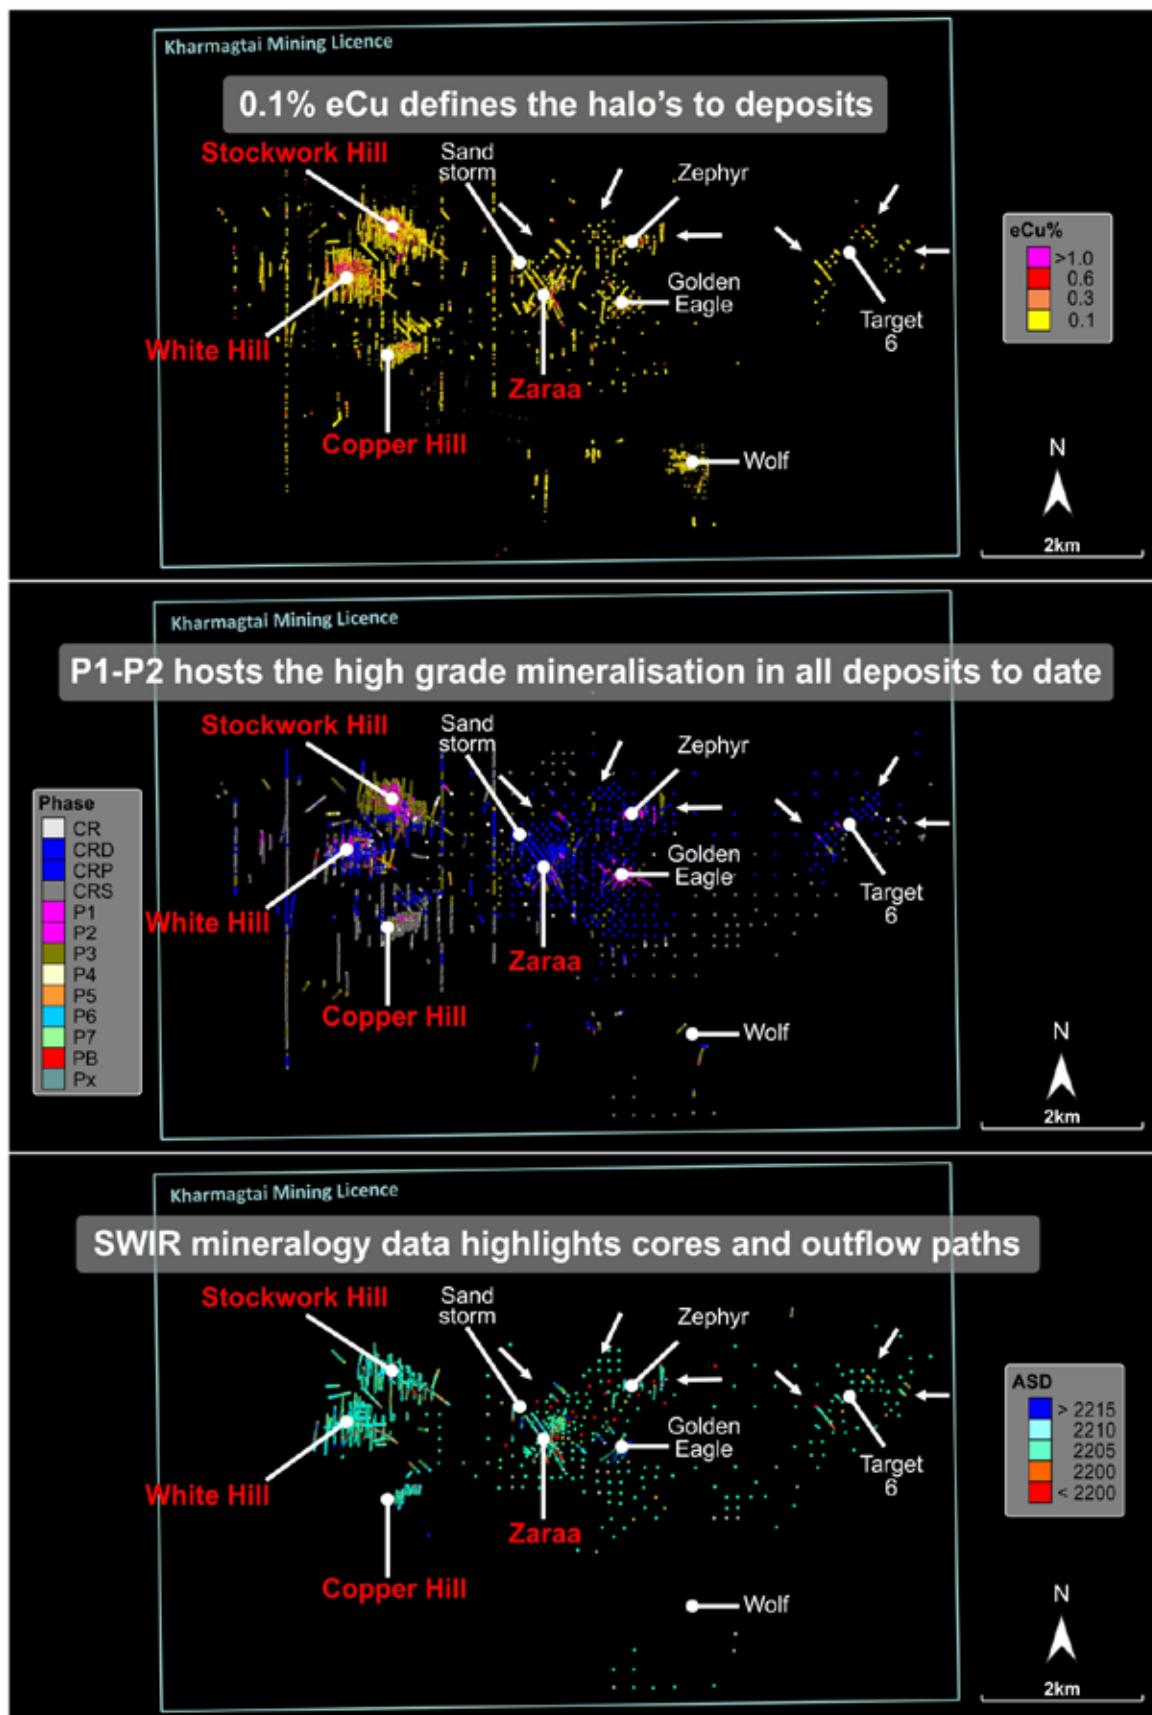 Kharmagtai Mining Licence
0.1% eCu defines the halo's to deposits
Stockwork Hill
Sand
storm
Zephyr
eCu%
>1.0
0.6
0.3
0.1
Golden
Eagle
Target
6
White Hill
Zaraa
Copper Hill
Wolf
N
2km
Kharmagtai Mining Licence
P1-P2 hosts the high grade mineralisation in all deposits to date
Stockwork Hill
Sand
storm
Zephyr
Phase
CR
CRD
CRP
CRS
P1
P2
P3
P4
P5
P6
P7
PB
Px
Golden
Eagle
Target
6
White Hill
Zaraa
Copper Hill
Wolf
N
2km
Kharmagtai Mining Licence
SWIR mineralogy data highlights cores and outflow paths
Stockwork Hill
Sand
storm
Zephyr
ASD
> 2215
2210
2205
2200
< 2200
Golden
Eagle
Target
6
White Hill
Zaraa
Copper Hill
Wolf
N
2km